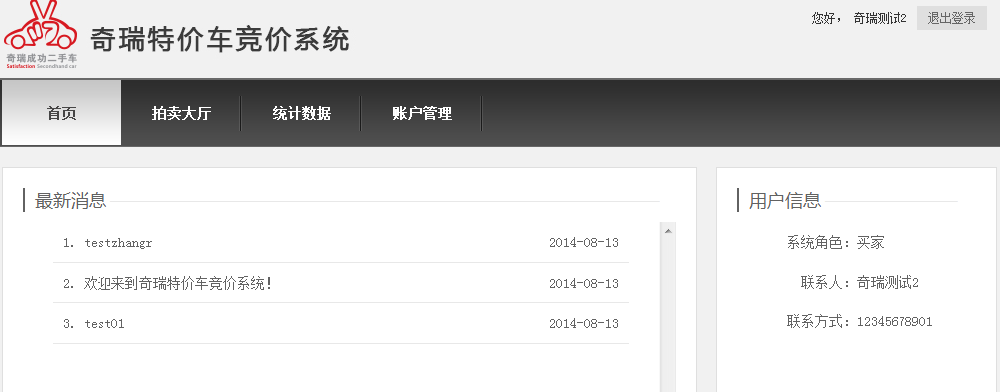 您好， 奇瑞测试2 退出登录
奇瑞成功二手车
Satisfaction Secondhand car
奇瑞特价车竞价系统
首页 拍卖大厅 统计数据 账户管理
最新消息
1. testzhangr 2014-08-13
2. 欢迎来到奇瑞特价车竞价系统！ 2014-08-13
3. test01 2014-08-13
用户信息
系统角色：买家
联系人：奇瑞测试2
联系方式：12345678901